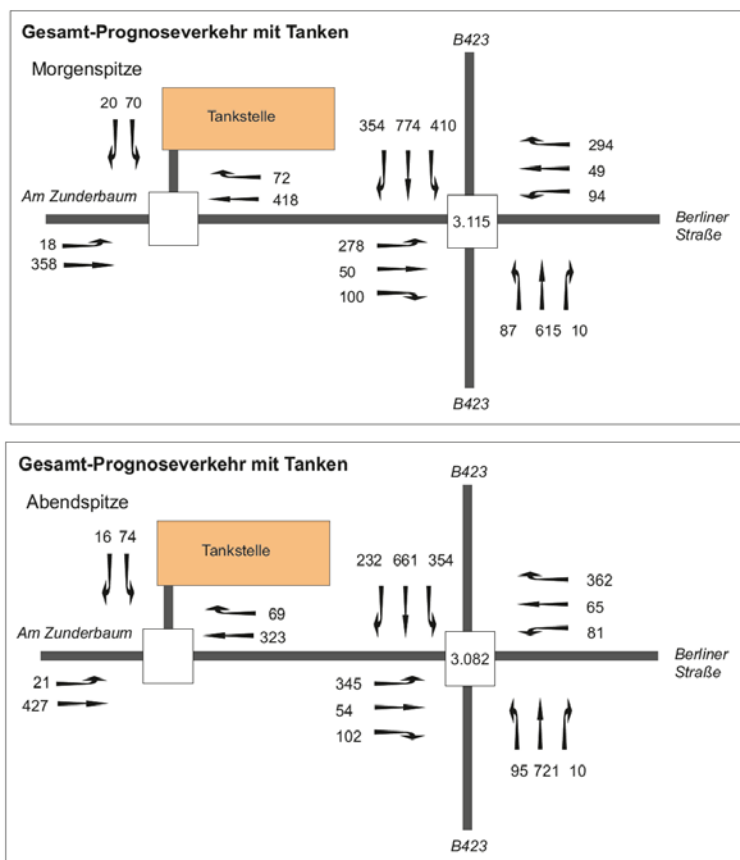 Gesamt-Prognoseverkehr mit Tanken
B423
Morgenspitze
20 70
Tankstelle
354 774 410
294
72
49
Am Zunderbaum
418
94
3.115
Berliner
Straße
18
278
358
50
100
87 615 10
B423
Gesamt-Prognoseverkehr mit Tanken
B423
Abendspitze
16 74
Tankstelle
232 661 354
362
69
65
Am Zunderbaum
323
81
3.082
Berliner
Straße
21
345
427
54
102
95 721 10
B423